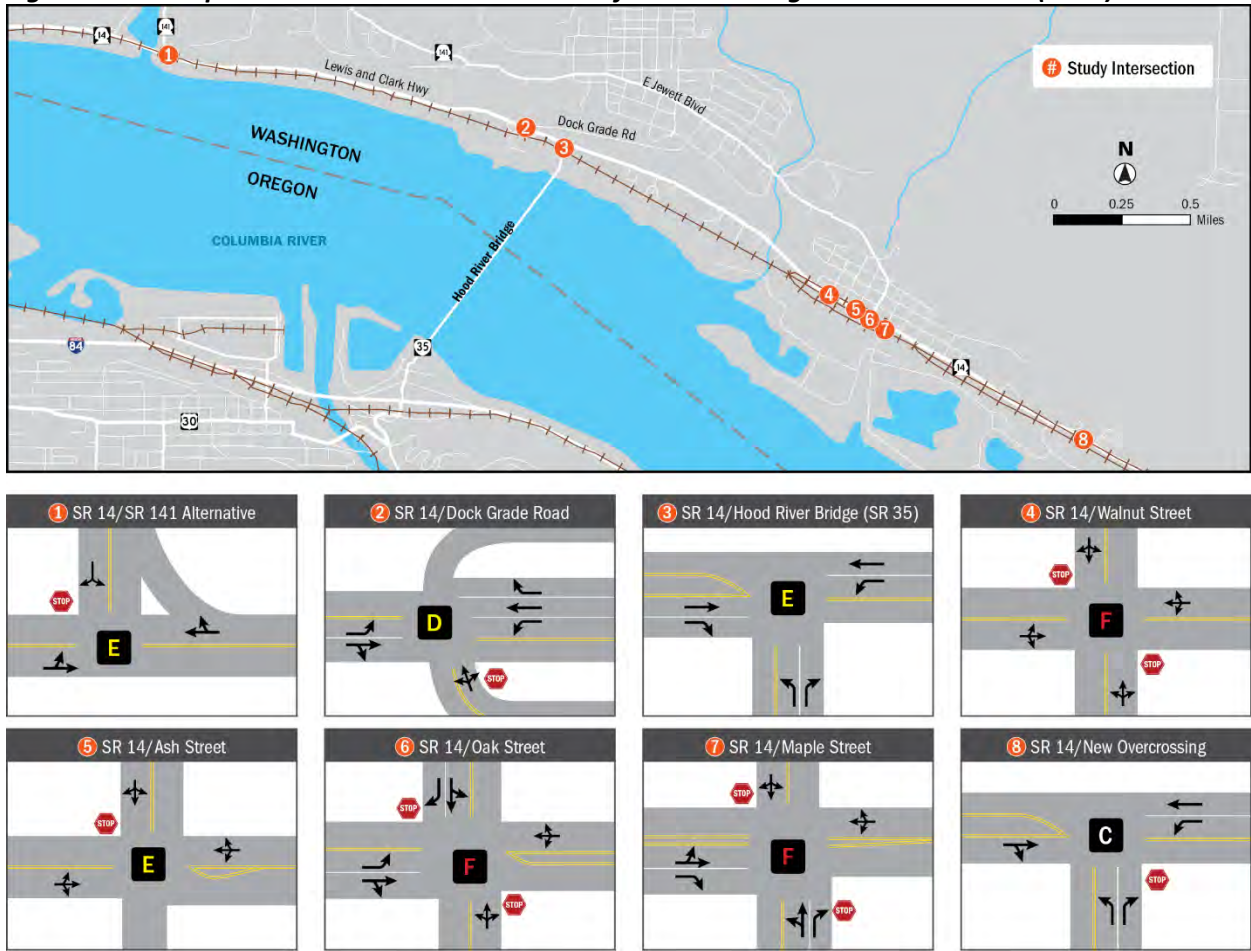 14
141
1
141
# Study Intersection
Lewis and Clark Hwy
E Jewett Blvd
2
Dock Grade Rd
3
WASHINGTON
OREGON
N
0 0.25 0.5
Miles
COLUMBIA RIVER
Hood River Bridge
4
5
6
7
84
35
14
30
8
1 SR 14/SR 141 Alternative
STOP
E
2 SR 14/Dock Grade Road
D
STOP
3 SR 14/Hood River Bridge (SR 35)
E
4 SR 14/Walnut Street
STOP
F
STOP
5 SR 14/Ash Street
STOP
E
6 SR 14/Oak Street
STOP
F
STOP
7 SR 14/Maple Street
STOP
F
STOP
8 SR 14/New Overcrossing
C
STOP